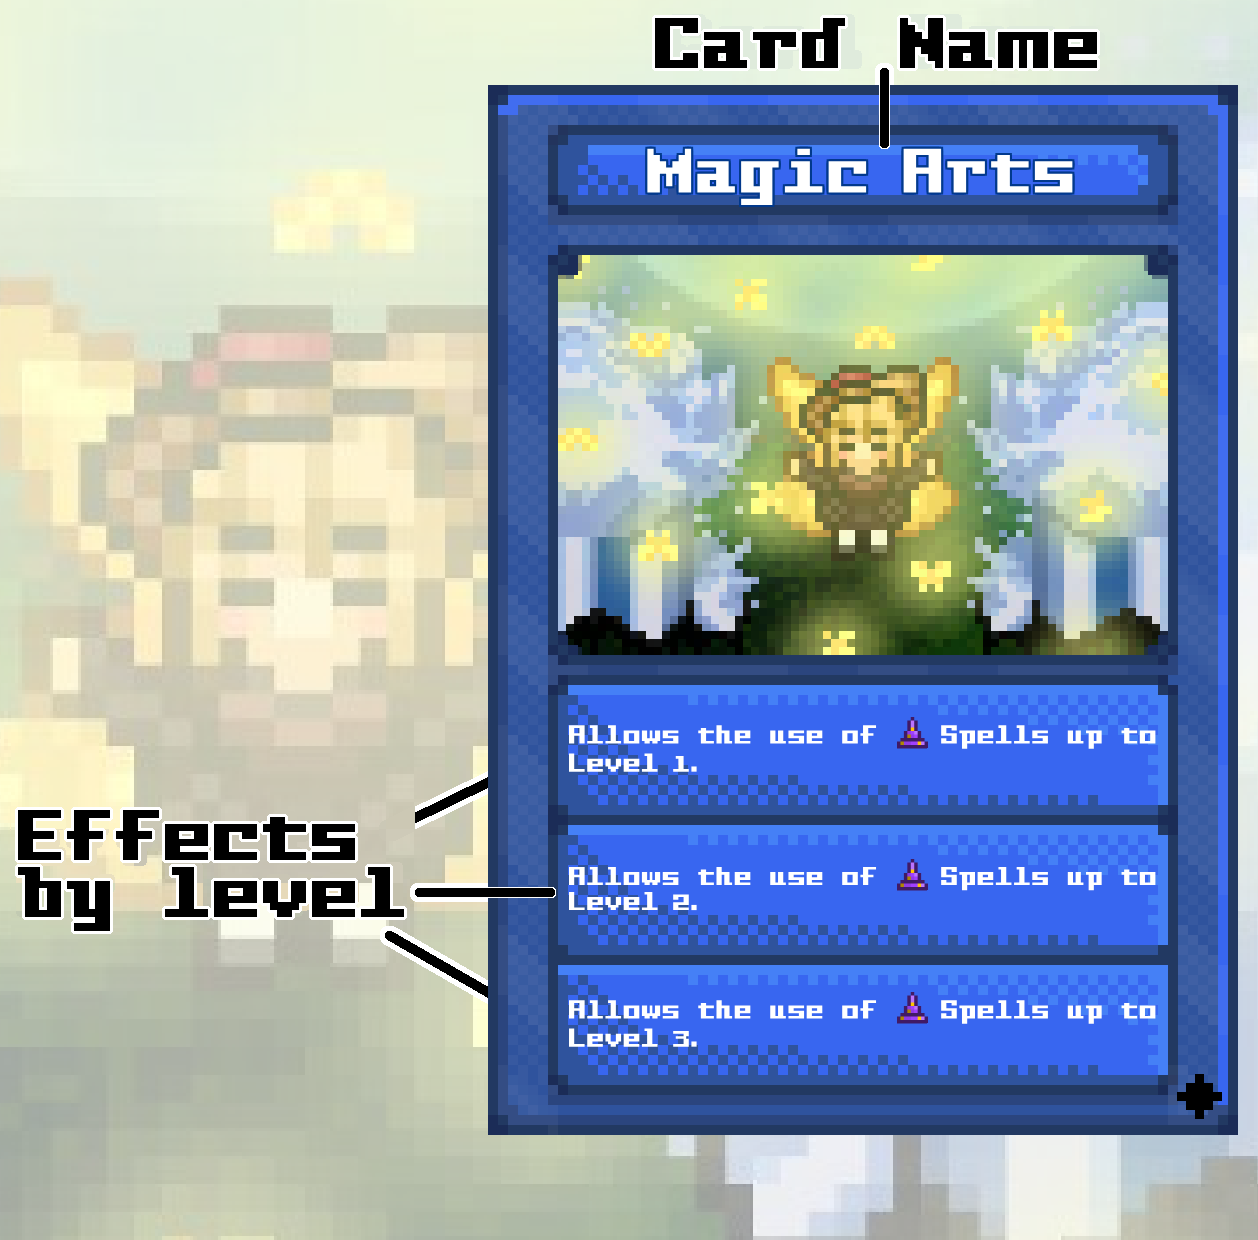 Card Name
Magic Arts
Allows the use of Spells up to
Level 1.
Effects
by level
Allows the use of Spells up to
Level 2.
Allows the use of Spells up to
Level 3.